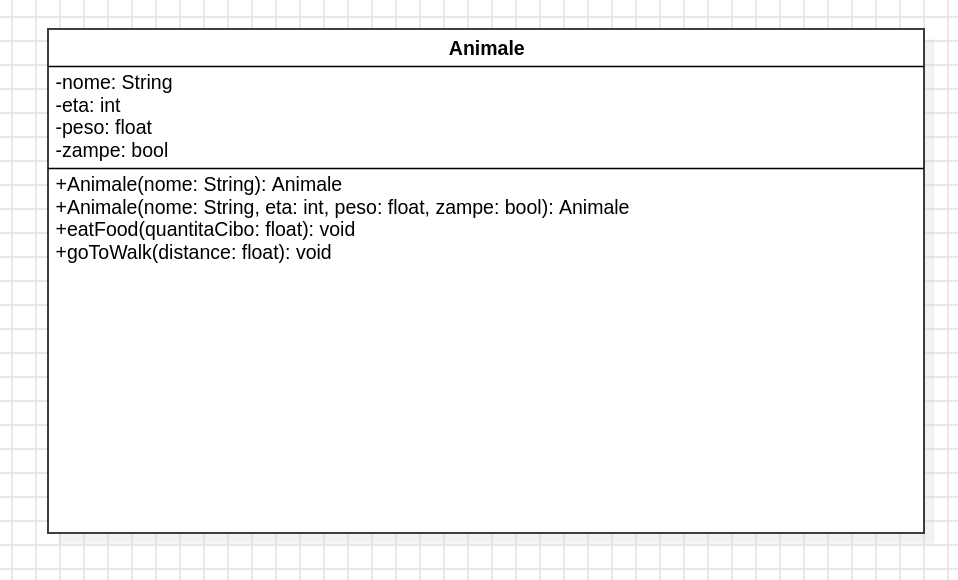 Animale
-nome: String
-eta: int
-peso: float
-zampe: bool
+Animale(nome: String): Animale
+Animale(nome: String, eta: int, peso: float, zampe: bool): Animale
+eatFood(quantitaCibo: float): void
+goToWalk(distance: float): void